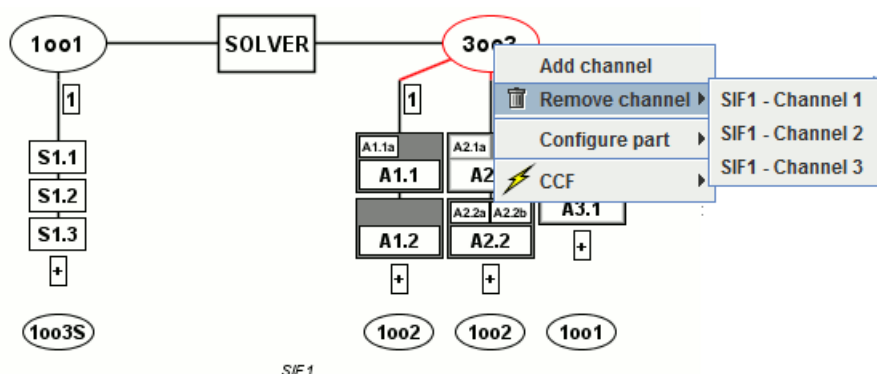 1oo1
SOLVER
3oo3
Add channel
Remove channel
SIF1 - Channel 1
SIF1 - Channel 2
SIF1 - Channel 3
Configure part
CCF
1
1
S1.1
S1.2
S1.3
+
A1.1a
A1.1
A1.2
+
A2.1a
A2.2a A2.2b
A2.2
+
A3.1
+
1oo3S
1oo2
1oo2
1oo1
SIF1